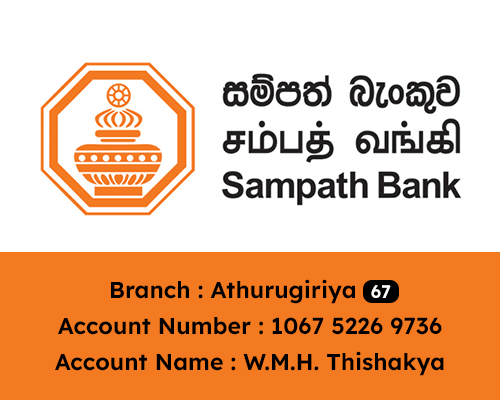 සම්පත් බැංකුව
சம்பத் வங்கி
Sampath Bank
Branch : Athurugiriya 67
Account Number : 1067 5226 9736
Account Name : W.M.H. Thishakya